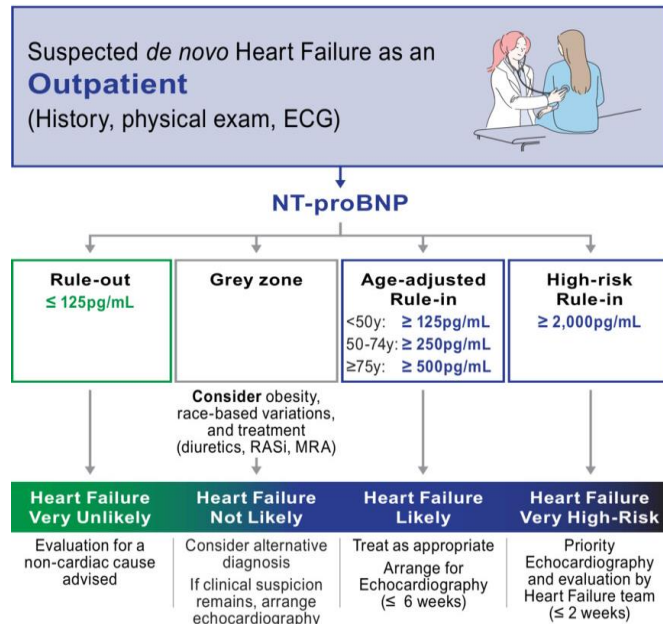 Suspected de novo Heart Failure as an
Outpatient
(History, physical exam, ECG)
NT-proBNP
Rule-out
≤ 125pg/mL
Grey zone
Age-adjusted
Rule-in
<50y: ≥ 125pg/mL
50-74y: ≥ 250pg/mL
≥75y: ≥ 500pg/mL
High-risk
Rule-in
≥ 2,000pg/mL
Consider obesity,
race-based variations,
and treatment
(diuretics, RASi, MRA)
Heart Failure
Very Unlikely
Evaluation for a
non-cardiac cause
advised
Heart Failure
Not Likely
Consider alternative
diagnosis
If clinical suspicion
remains, arrange
echocardiography
Heart Failure
Likely
Treat as appropriate
Arrange for
Echocardiography
(≤ 6 weeks)
Heart Failure
Very High-Risk
Priority
Echocardiography
and evaluation by
Heart Failure team
(≤ 2 weeks)